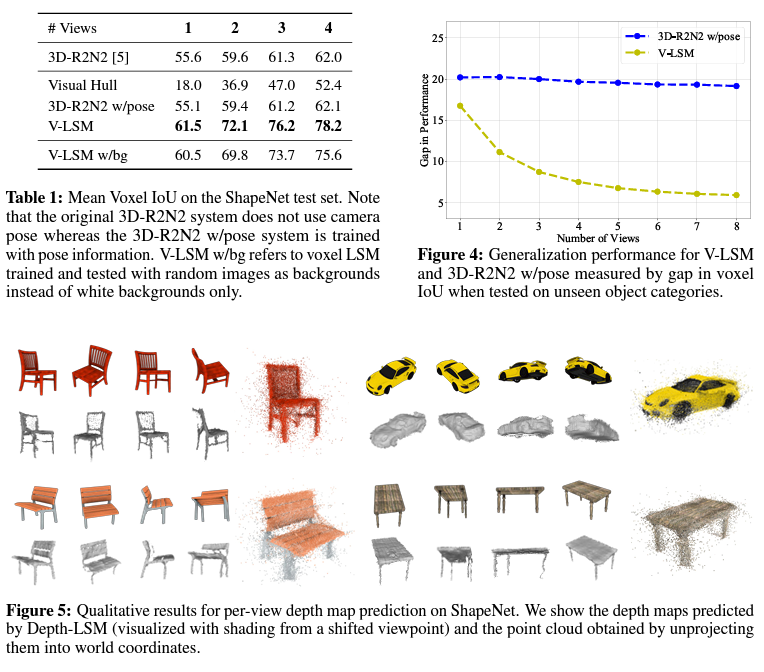 # Views 1 2 3 4
3D-R2N2 [5] 55.6 59.6 61.3 62.0
Visual Hull 18.0 36.9 47.0 52.4
3D-R2N2 w/pose 55.1 59.4 61.2 62.1
V-LSM 61.5 72.1 76.2 78.2
V-LSM w/bg 60.5 69.8 73.7 75.6
Table 1: Mean Voxel IoU on the ShapeNet test set. Note
that the original 3D-R2N2 system does not use camera
pose whereas the 3D-R2N2 w/pose system is trained
with pose information. V-LSM w/bg refers to voxel LSM
trained and tested with random images as backgrounds
instead of white backgrounds only.
3D-R2N2 w/pose
V-LSM
Gap in Performance
25
20
15
10
5
1 2 3 4 5 6 7 8
Number of Views
Figure 4: Generalization performance for V-LSM
and 3D-R2N2 w/pose measured by gap in voxel
IoU when tested on unseen object categories.
Figure 5: Qualitative results for per-view depth map prediction on ShapeNet. We show the depth maps predicted
by Depth-LSM (visualized with shading from a shifted viewpoint) and the point cloud obtained by unprojecting
them into world coordinates.